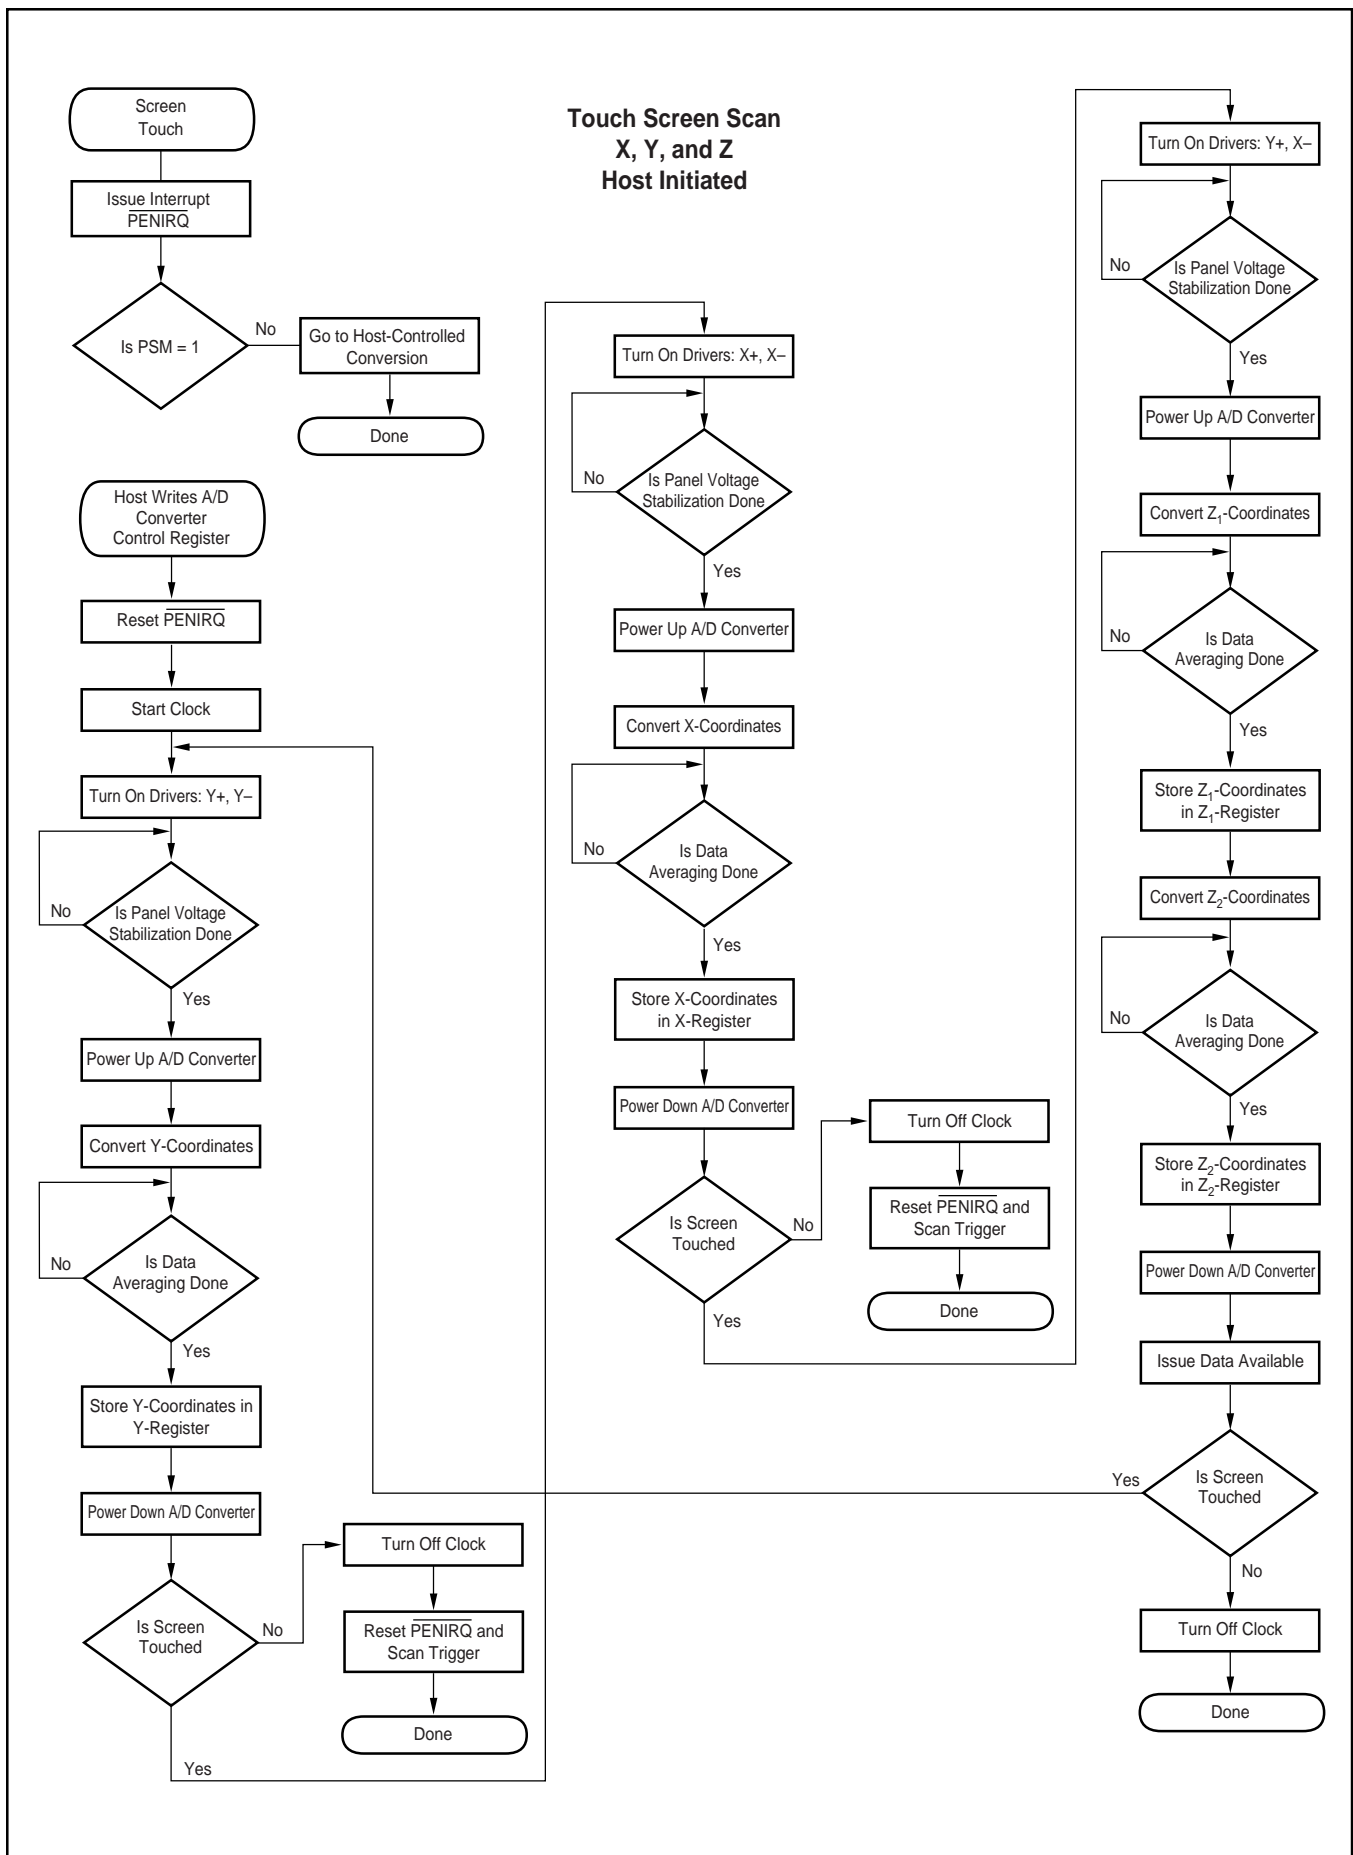 Touch Screen Scan
X, Y, and Z
Host Initiated
Screen
Touch
Issue Interrupt
PENIRQ
Is PSM = 1
No
Go to Host-Controlled
Conversion
Done
Host Writes A/D
Converter
Control Register
Reset PENIRQ
Start Clock
Turn On Drivers: Y+, Y–
Is Panel Voltage
Stabilization Done
No
Yes
Power Up A/D Converter
Convert Y-Coordinates
Is Data
Averaging Done
No
Yes
Store Y-Coordinates in
Y-Register
Power Down A/D Converter
Is Screen
Touched
No
Turn Off Clock
Reset PENIRQ and
Scan Trigger
Done
Yes
Turn On Drivers: X+, X–
Is Panel Voltage
Stabilization Done
No
Yes
Power Up A/D Converter
Convert X-Coordinates
Is Data
Averaging Done
No
Yes
Store X-Coordinates
in X-Register
Power Down A/D Converter
Is Screen
Touched
No
Turn Off Clock
Reset PENIRQ and
Scan Trigger
Done
Yes
Turn On Drivers: Y+, X–
Is Panel Voltage
Stabilization Done
No
Yes
Power Up A/D Converter
Convert Z1-Coordinates
Is Data
Averaging Done
No
Yes
Store Z1-Coordinates
in Z1-Register
Convert Z2-Coordinates
Is Data
Averaging Done
No
Yes
Store Z2-Coordinates
in Z2-Register
Power Down A/D Converter
Issue Data Available
Is Screen
Touched
Yes
No
Turn Off Clock
Done